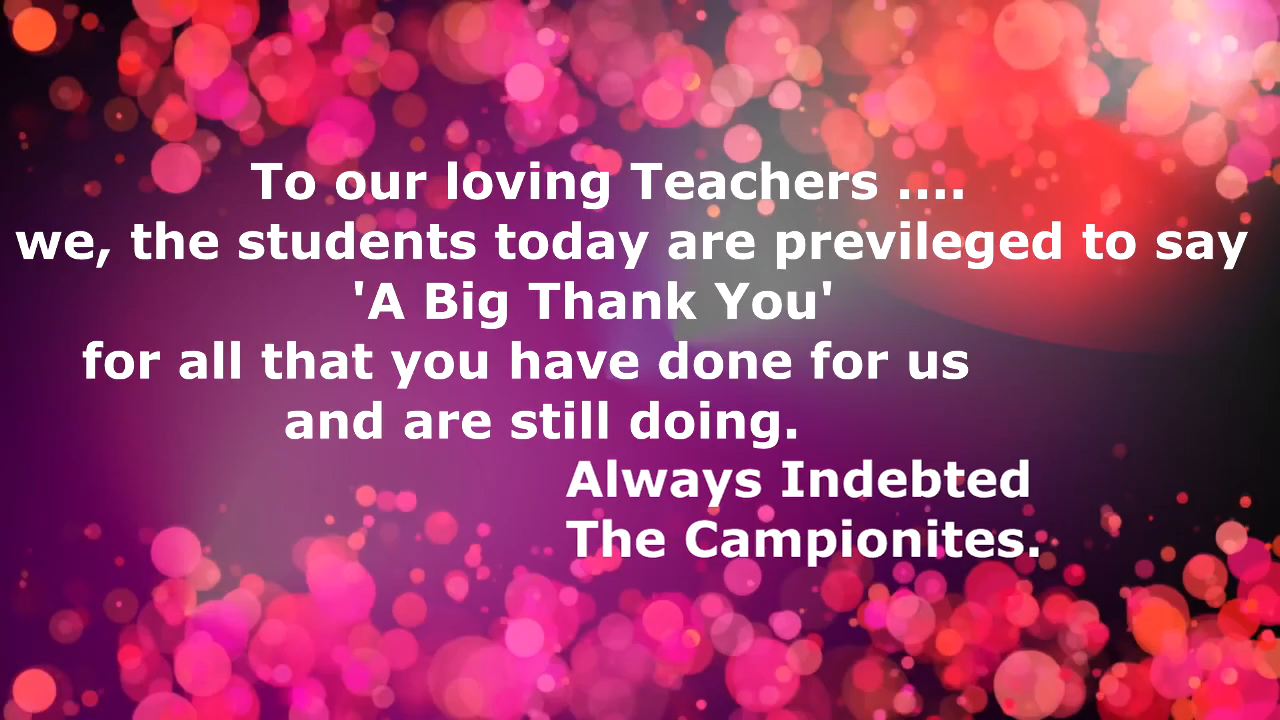 To our loving Teachers ....
we, the students today are previleged to say
'A Big Thank You'
for all that you have done for us
and are still doing.
Always Indebted
The Campionites.